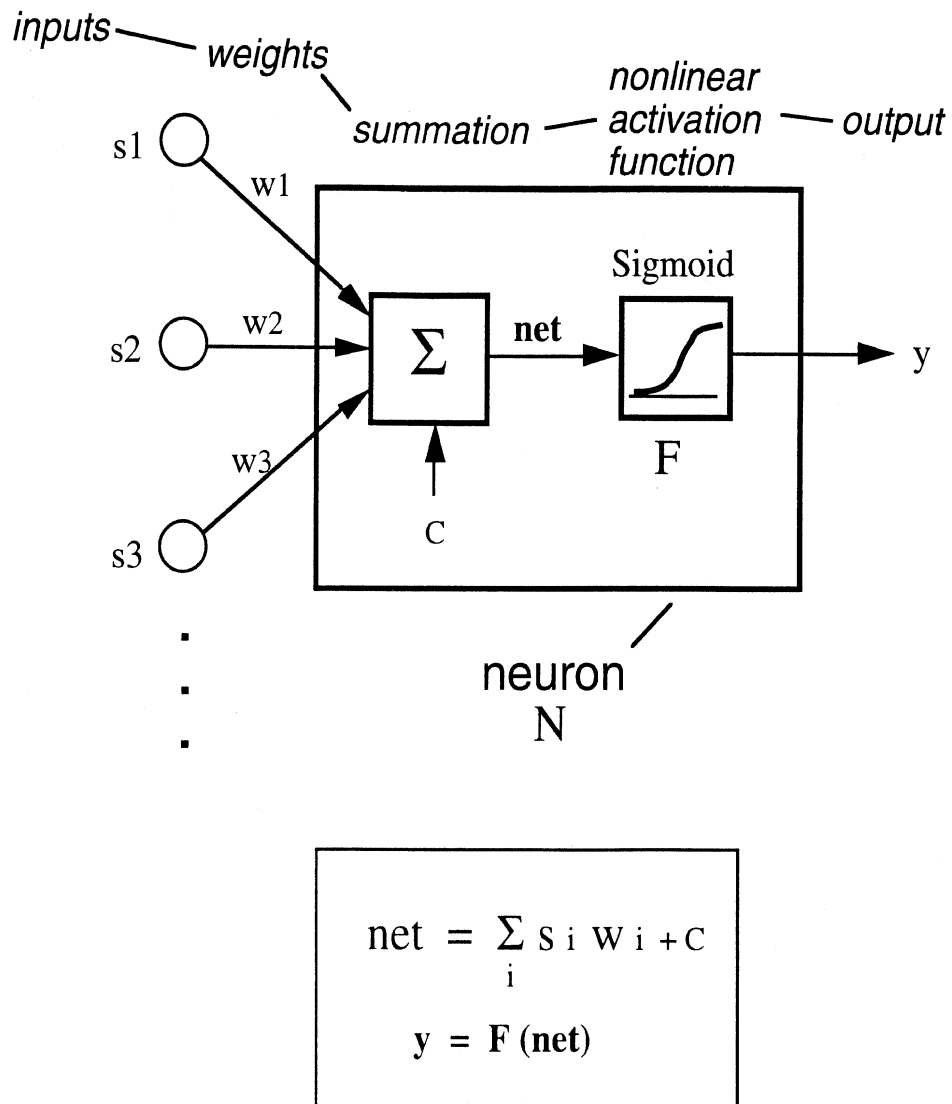 inputs
weights
summation
nonlinear
activation
function
output
s1
w1
Sigmoid
s2
w2
Σ
net
y
F
w3
C
s3
neuron
N
net = Σ s i w i + C
i
y = F (net)